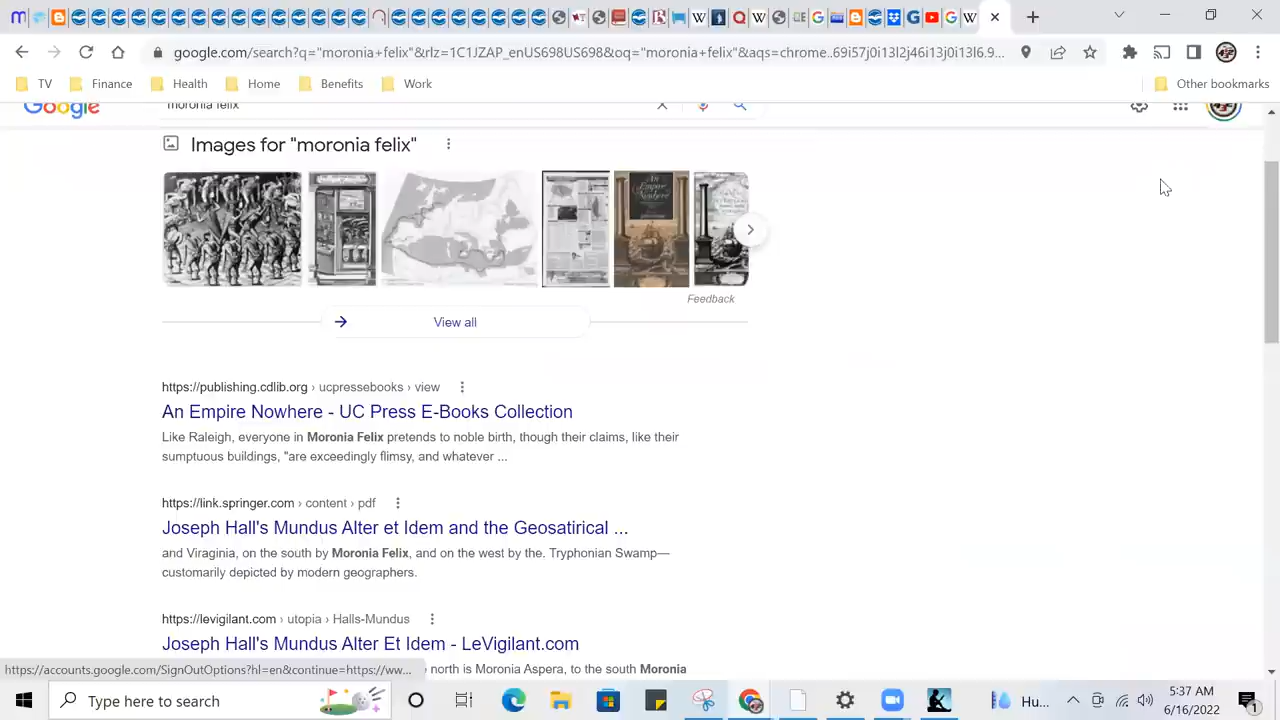 google.com/search?q="moronia+felix"&rlz=1C1JZAP_enUS698US698&oq="moronia+felix"&aqs=chrome..69i57j0i13l2j46i13j0i13l6.9...
TV Finance Health Home Benefits Work Other bookmarks
Google moronia felix
Images for "moronia felix"
An
Empire
Nowhere
Feedback
View all
https://publishing.cdlib.org › ucpressebooks › view
An Empire Nowhere - UC Press E-Books Collection
Like Raleigh, everyone in Moronia Felix pretends to noble birth, though their claims, like their
sumptuous buildings, "are exceedingly flimsy, and whatever ...
https://link.springer.com › content › pdf
Joseph Hall's Mundus Alter et Idem and the Geosatirical ...
and Viraginia, on the south by Moronia Felix, and on the west by the. Tryphonian Swamp—
customarily depicted by modern geographers.
https://levigilant.com › utopia › Halls-Mundus
Joseph Hall's Mundus Alter Et Idem - LeVigilant.com
north is Moronia Aspera, to the south Moronia
https://accounts.google.com/SignOutOptions?hl=en&continue=https://ww...
Type here to search
Hu...
5:37 AM
6/16/2022
1